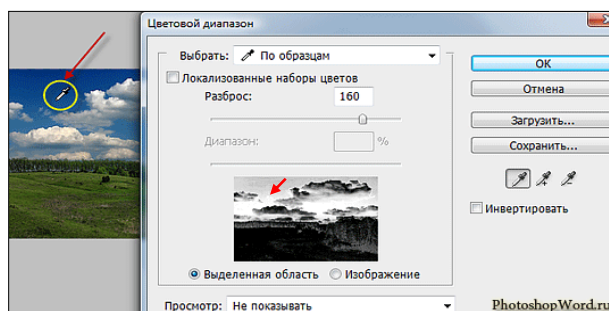 Цветовой диапазон
Выбрать: По образцам
Локализованные наборы цветов
Разброс: 160
Диапазон: %
Выделенная область Изображение
Просмотр: Не показывать
ОК
Отмена
Загрузить...
Сохранить...
Инвертировать
PhotoshopWord.ru